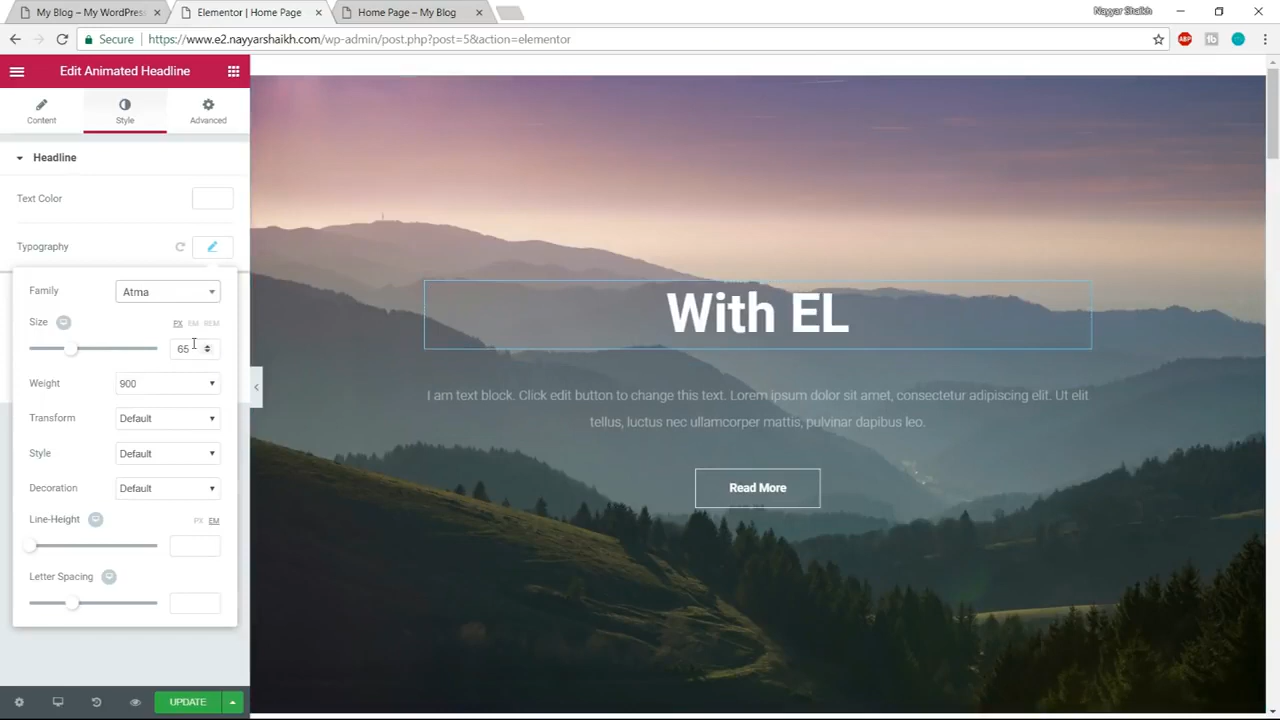 My Blog – My WordPress
Elementor | Home Page
Home Page – My Blog
Nayyar Shaikh
Secure
https://www.e2.nayyarshaikh.com/wp-admin/post.php?post=5&action=elementor
ABP
Edit Animated Headline
Content
Style
Advanced
Headline
Text Color
Typography
Family
Atma
Size
PX EM REM
65
Weight
900
Transform
Default
Style
Default
Decoration
Default
Line-Height
PX EM
Letter Spacing
UPDATE
With EL
I am text block. Click edit button to change this text. Lorem ipsum dolor sit amet, consectetur adipiscing elit. Ut elit
tellus, luctus nec ullamcorper mattis, pulvinar dapibus leo.
Read More